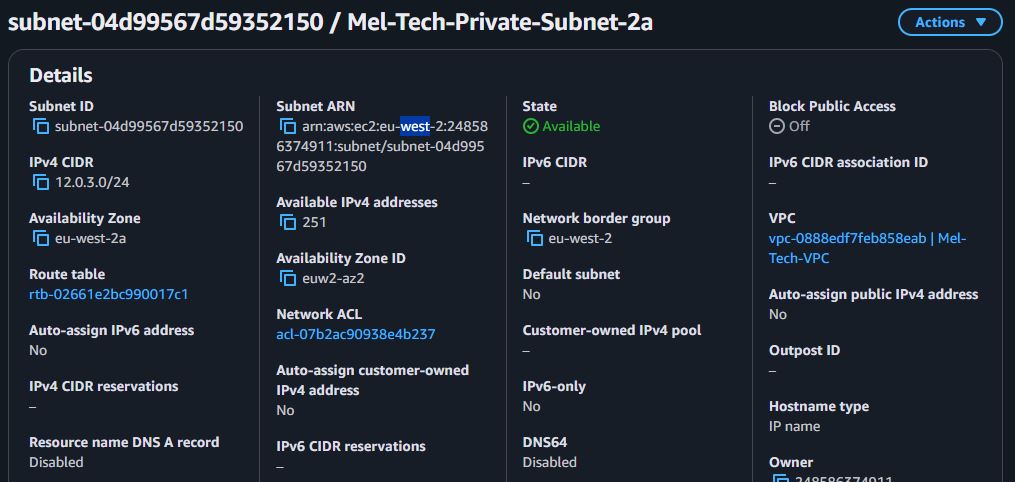 subnet-04d99567d59352150 / Mel-Tech-Private-Subnet-2a
Actions
Details
Subnet ID
subnet-04d99567d59352150
IPv4 CIDR
12.0.3.0/24
Availability Zone
eu-west-2a
Route table
rtb-02661e2bc990017c1
Auto-assign IPv6 address
No
IPv4 CIDR reservations
–
Resource name DNS A record
Disabled
Subnet ARN
arn:aws:ec2:eu-west-2:24858
6374911:subnet/subnet-04d995
67d59352150
Available IPv4 addresses
251
Availability Zone ID
euw2-az2
Network ACL
acl-07b2ac90938e4b237
Auto-assign customer-owned
IPv4 address
No
IPv6 CIDR reservations
–
State
Available
IPv6 CIDR
–
Network border group
eu-west-2
Default subnet
No
Customer-owned IPv4 pool
–
IPv6-only
No
DNS64
Disabled
Block Public Access
Off
IPv6 CIDR association ID
–
VPC
vpc-0888edf7feb858eab | Mel-
Tech-VPC
Auto-assign public IPv4 address
No
Outpost ID
–
Hostname type
IP name
Owner
248586374911